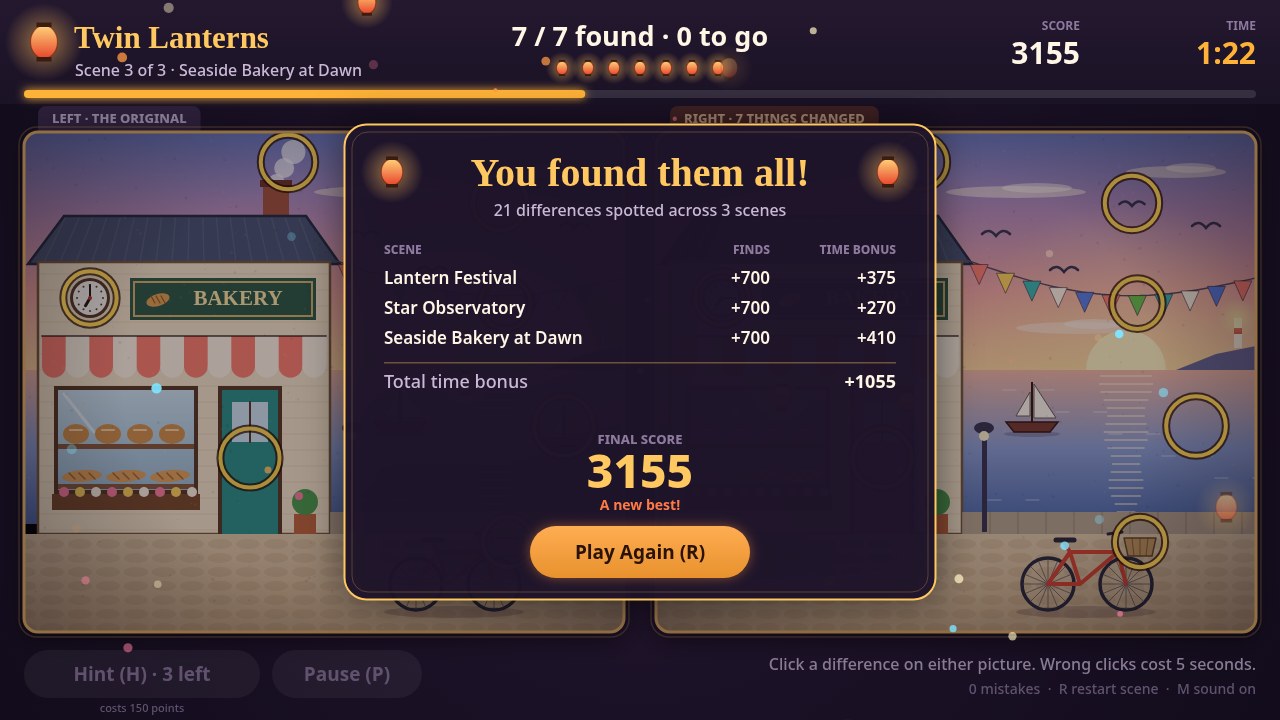 Twin Lanterns
Scene 3 of 3 · Seaside Bakery at Dawn
7 / 7 found · 0 to go
SCORE
3155
TIME
1:22
LEFT · THE ORIGINAL
RIGHT · 7 THINGS CHANGED
BAKERY
You found them all!
21 differences spotted across 3 scenes
SCENE FINDS TIME BONUS
Lantern Festival +700 +375
Star Observatory +700 +270
Seaside Bakery at Dawn +700 +410
Total time bonus +1055
FINAL SCORE
3155
A new best!
Play Again (R)
Hint (H) · 3 left
costs 150 points
Pause (P)
Click a difference on either picture. Wrong clicks cost 5 seconds.
0 mistakes · R restart scene · M sound on